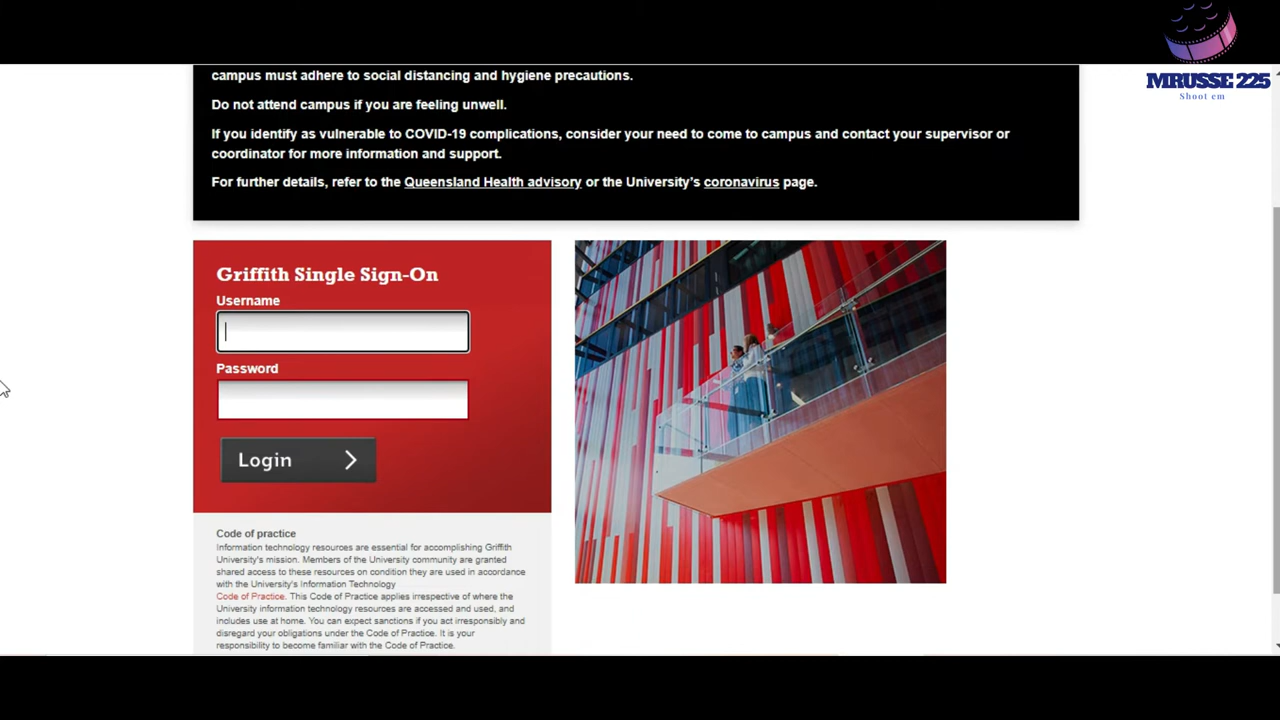 MRUSSE 225
Shoot em
campus must adhere to social distancing and hygiene precautions.
Do not attend campus if you are feeling unwell.
If you identify as vulnerable to COVID-19 complications, consider your need to come to campus and contact your supervisor or
coordinator for more information and support.
For further details, refer to the Queensland Health advisory or the University’s coronavirus page.
Griffith Single Sign-On
Username
Password
Login
Code of practice
Information technology resources are essential for accomplishing Griffith
University's mission. Members of the University community are granted
shared access to these resources on condition they are used in accordance
with the University's Information Technology
Code of Practice. This Code of Practice applies irrespective of where the
University information technology resources are accessed and used, and
includes use at home. You can expect sanctions if you act irresponsibly and
disregard your obligations under the Code of Practice. It is your
responsibility to become familiar with the Code of Practice.